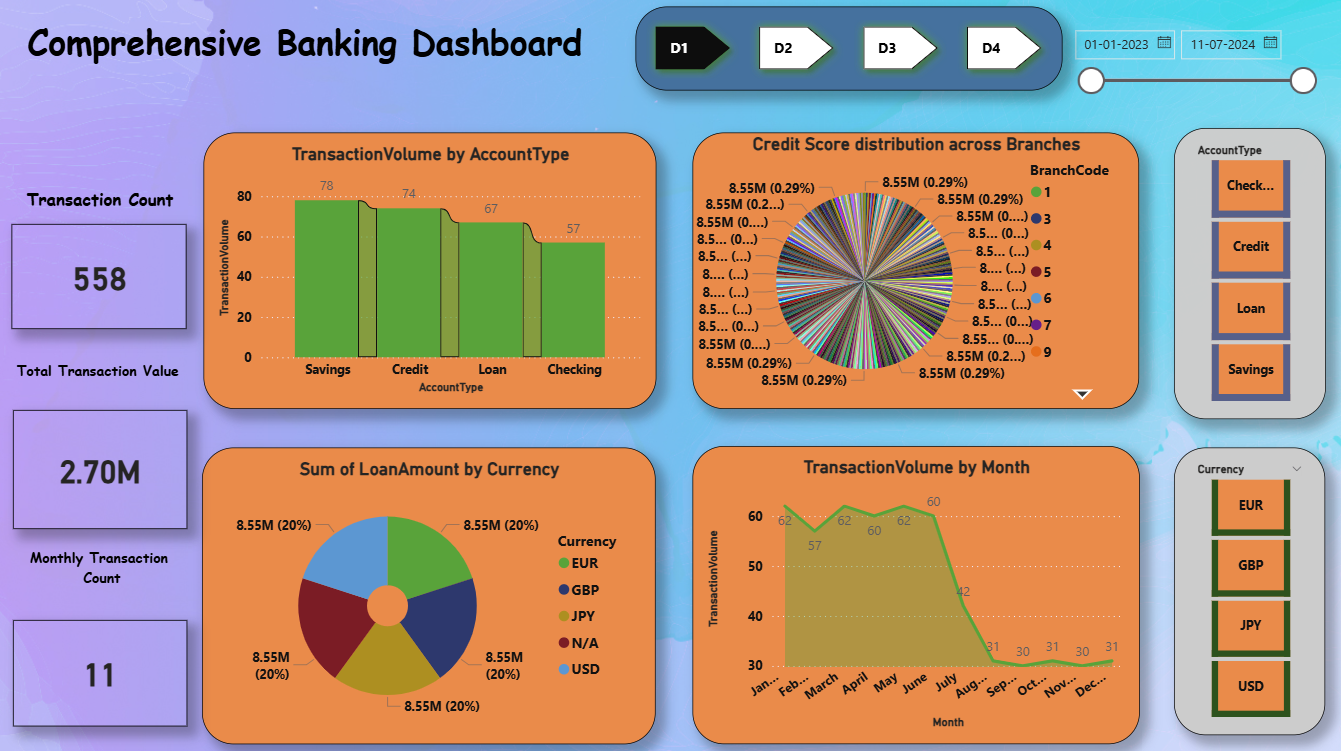 Comprehensive Banking Dashboard
D1
D2
D3
D4
01-01-2023
11-07-2024
Transaction Count
558
Total Transaction Value
2.70M
Monthly Transaction
Count
11
TransactionVolume by AccountType
TransactionVolume
80
60
40
20
0
78
74
67
57
Savings
Credit
Loan
Checking
AccountType
Credit Score distribution across Branches
8.55M (0.29%)
8.55M (0.2...)
8.55M (0....)
8.5... (0...)
8.5... (...)
8.... (...)
8.... (...)
8.5... (...)
8.5... (0...)
8.55M (0....)
8.55M (0.29%)
8.55M (0.29%)
8.55M (0.29%)
8.55M (0.29%)
8.55M (0....)
8.5... (0...)
8.5... (...)
8.... (...)
8.... (...)
8.5... (...)
8.5... (0...)
8.55... (0...)
8.55M (0.2...)
8.55M (0.29%)
BranchCode
1
3
4
5
6
7
9
AccountType
Check...
Credit
Loan
Savings
Sum of LoanAmount by Currency
8.55M (20%)
8.55M (20%)
8.55M
(20%)
8.55M
(20%)
8.55M (20%)
Currency
EUR
GBP
JPY
N/A
USD
TransactionVolume by Month
TransactionVolume
60
50
40
30
62
57
62
60
62
60
42
31
30
31
30
31
Jan...
Feb...
March
April
May
June
July
Aug...
Sep...
Oct...
Nov...
Dec...
Month
Currency
EUR
GBP
JPY
USD